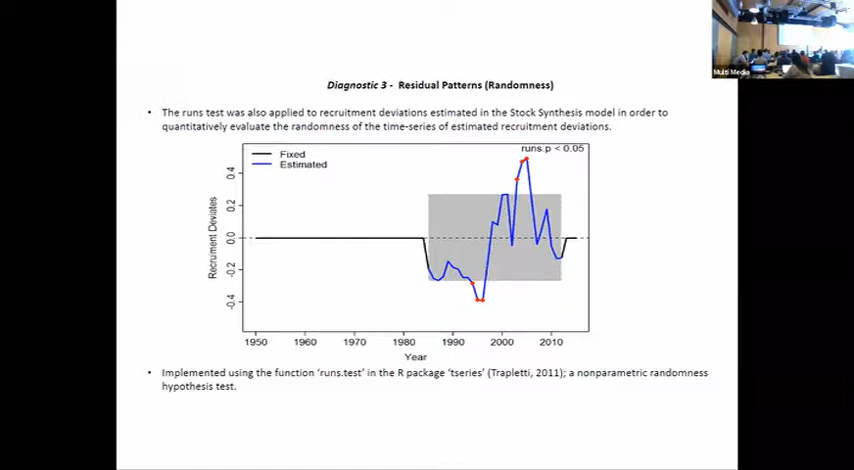 Multi Media
Diagnostic 3 - Residual Patterns (Randomness)
• The runs test was also applied to recruitment deviations estimated in the Stock Synthesis model in order to
quantitatively evaluate the randomness of the time-series of estimated recruitment deviations.
runs.p < 0.05
Fixed
Estimated
Recrument Deviates
0.4
0.2
0.0
-0.2
-0.4
1950 1960 1970 1980 1990 2000 2010
Year
• Implemented using the function 'runs.test' in the R package 'tseries' (Trapletti, 2011); a nonparametric randomness
hypothesis test.